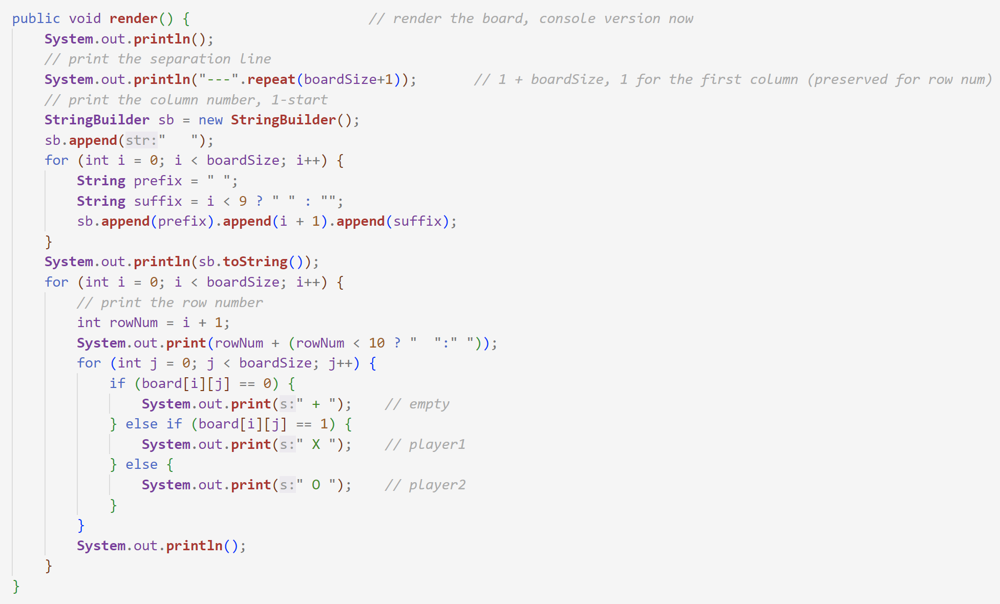 public void render() {                      // render the board, console version now
    System.out.println();
    // print the separation line
    System.out.println("---".repeat(boardSize+1));       // 1 + boardSize, 1 for the first column (preserved for row num)
    // print the column number, 1-start
    StringBuilder sb = new StringBuilder();
    sb.append(str:"   ");
    for (int i = 0; i < boardSize; i++) {
        String prefix = " ";
        String suffix = i < 9 ? " " : "";
        sb.append(prefix).append(i + 1).append(suffix);
    }
    System.out.println(sb.toString());
    for (int i = 0; i < boardSize; i++) {
        // print the row number
        int rowNum = i + 1;
        System.out.print(rowNum + (rowNum < 10 ? "  ":" "));
        for (int j = 0; j < boardSize; j++) {
            if (board[i][j] == 0) {
                System.out.print(s:" + ");    // empty
            } else if (board[i][j] == 1) {
                System.out.print(s:" X ");    // player1
            } else {
                System.out.print(s:" O ");    // player2
            }
        }
        System.out.println();
    }
}